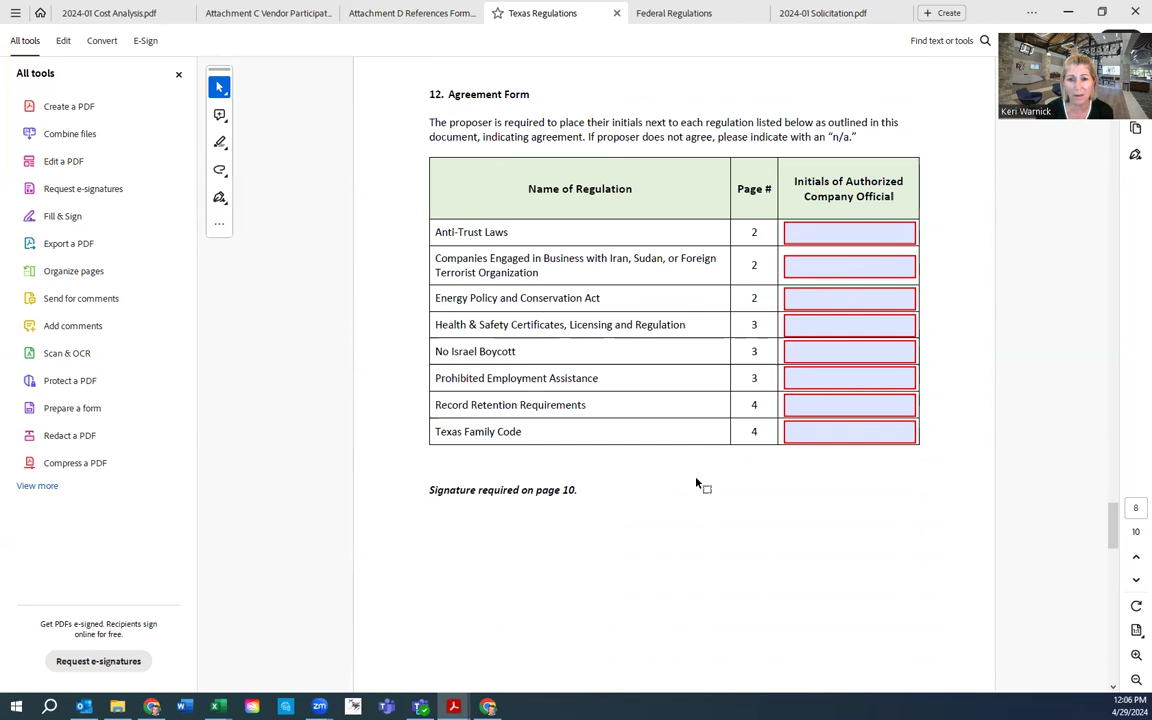 2024-01 Cost Analysis.pdf
Attachment C Vendor Participat...
Attachment D References Form...
Texas Regulations
Federal Regulations
2024-01 Solicitation.pdf
Create
All tools
Edit
Convert
E-Sign
Find text or tools
All tools
Create a PDF
Combine files
Edit a PDF
Request e-signatures
Fill & Sign
Export a PDF
Organize pages
Send for comments
Add comments
Scan & OCR
Protect a PDF
Prepare a form
Redact a PDF
Compress a PDF
View more
Get PDFs e-signed. Recipients sign
online for free.
Request e-signatures
12. Agreement Form
The proposer is required to place their initials next to each regulation listed below as outlined in this
document, indicating agreement. If proposer does not agree, please indicate with an “n/a.”
Name of Regulation
Page #
Initials of Authorized
Company Official
Anti-Trust Laws
2
Companies Engaged in Business with Iran, Sudan, or Foreign
Terrorist Organization
2
Energy Policy and Conservation Act
2
Health & Safety Certificates, Licensing and Regulation
3
No Israel Boycott
3
Prohibited Employment Assistance
3
Record Retention Requirements
4
Texas Family Code
4
Signature required on page 10.
Keri Warnick
8
10
12:06 PM
4/29/2024